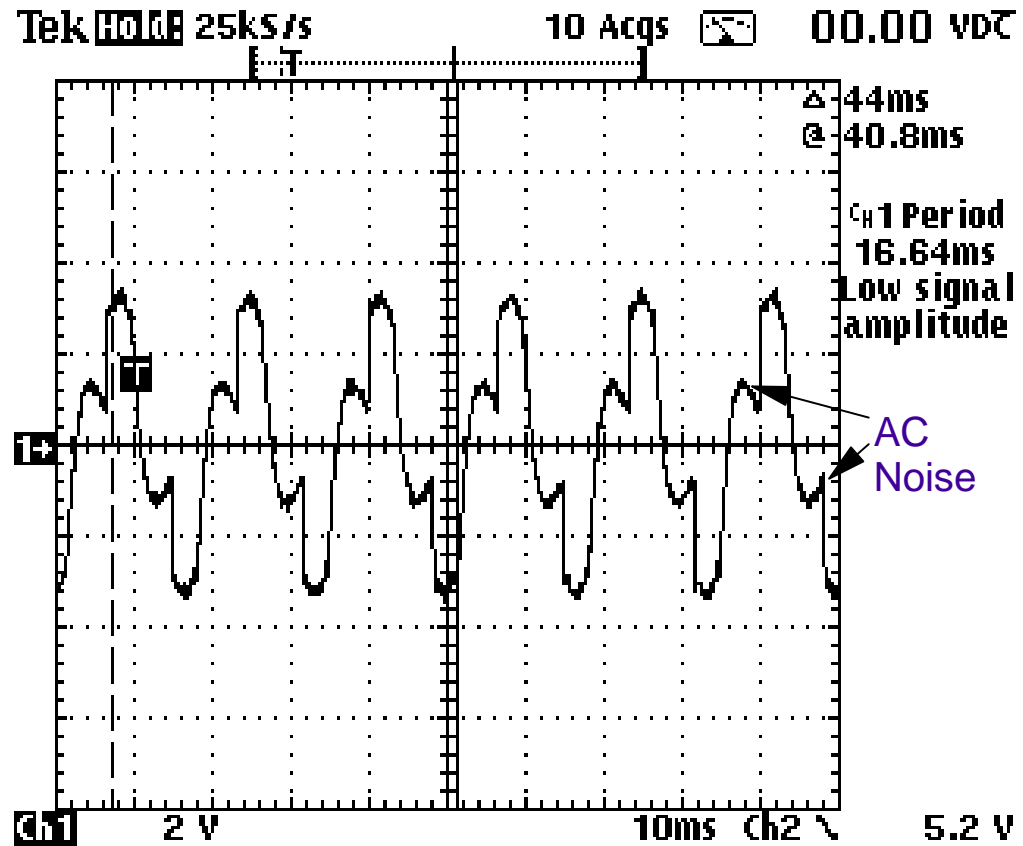 Tek Hold: 25kS/s 10 Acqs 00.00 VDC
T
Δ 44ms
@ 40.8ms
CH1 Period
16.64ms
Low signal
amplitude
T
1→
AC
Noise
Ch1 2 V 10ms Ch2 5.2 V